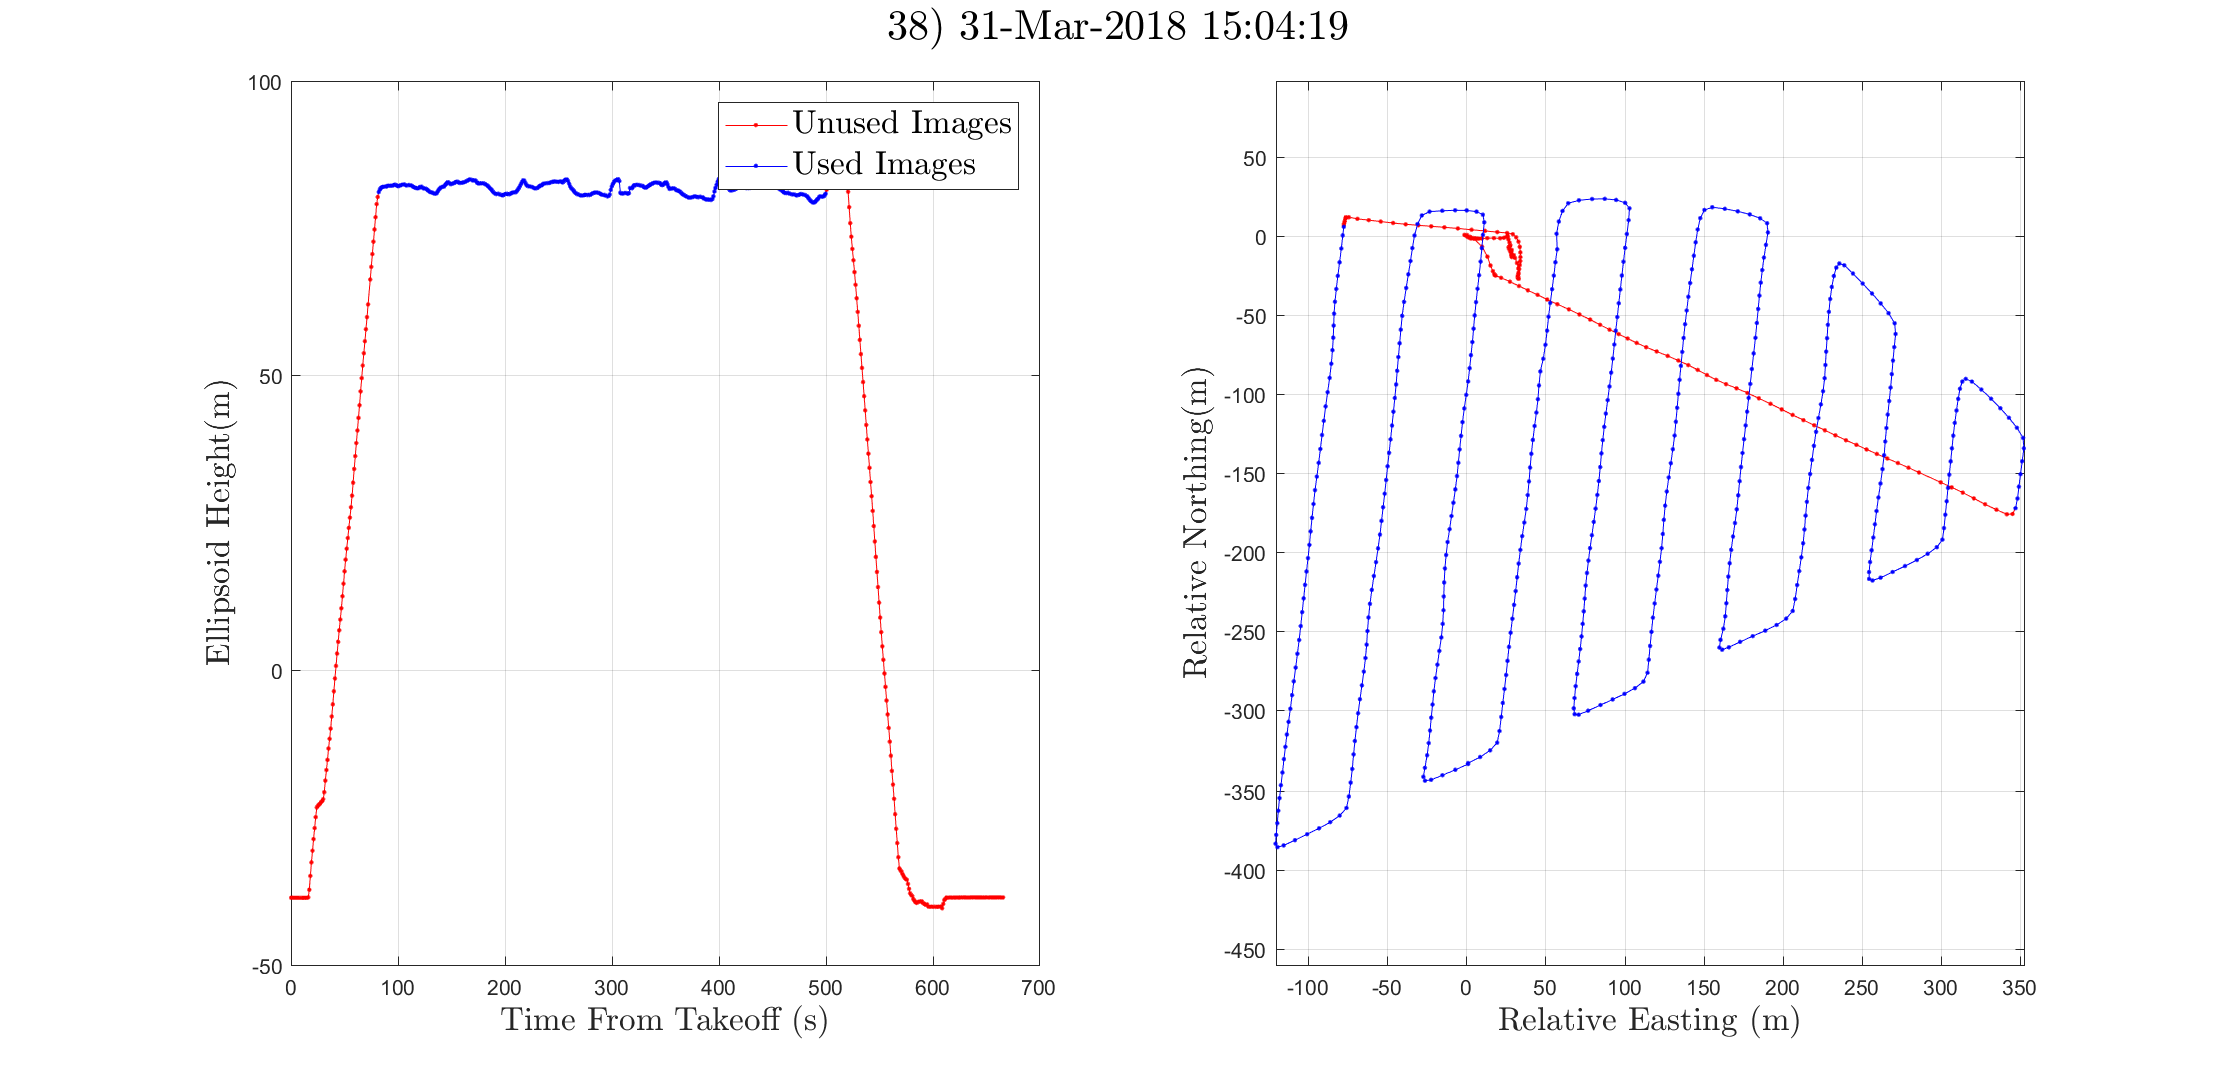 38) 31-Mar-2018 15:04:19
Ellipsoid Height(m)
100
50
0
-50
Unused Images
Used Images
0 100 200 300 400 500 600 700
Time From Takeoff (s)
Relative Northing(m)
50
0
-50
-100
-150
-200
-250
-300
-350
-400
-450
-100 -50 0 50 100 150 200 250 300 350
Relative Easting (m)